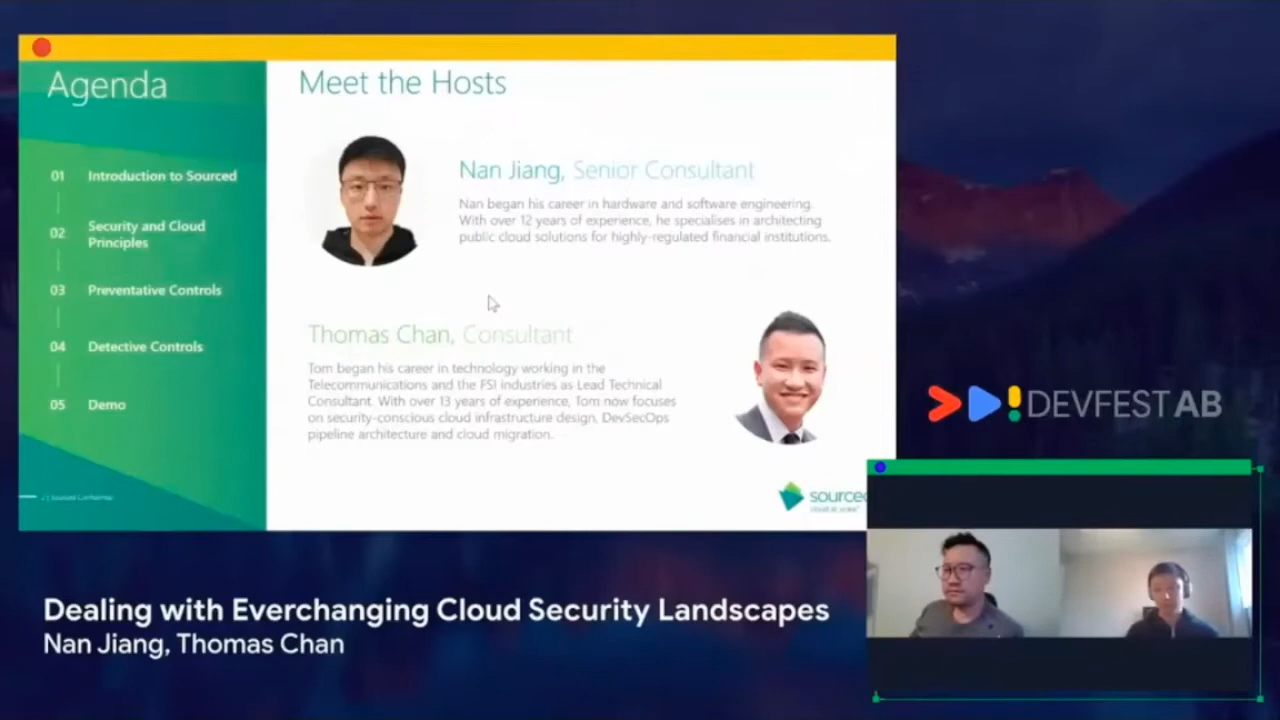 Agenda
01 Introduction to Sourced
02 Security and Cloud
Principles
03 Preventative Controls
04 Detective Controls
05 Demo
Meet the Hosts
Nan Jiang, Senior Consultant
Nan began his career in hardware and software engineering.
With over 12 years of experience, he specialises in architecting
public cloud solutions for highly-regulated financial institutions.
Thomas Chan, Consultant
Tom began his career in technology working in the
Telecommunications and the FSI industries as Lead Technical
Consultant. With over 13 years of experience, Tom now focuses
on security-conscious cloud infrastructure design, DevSecOps
pipeline architecture and cloud migration.
Sourced Confidential
sourced
DEVFEST AB
Dealing with Everchanging Cloud Security Landscapes
Nan Jiang, Thomas Chan